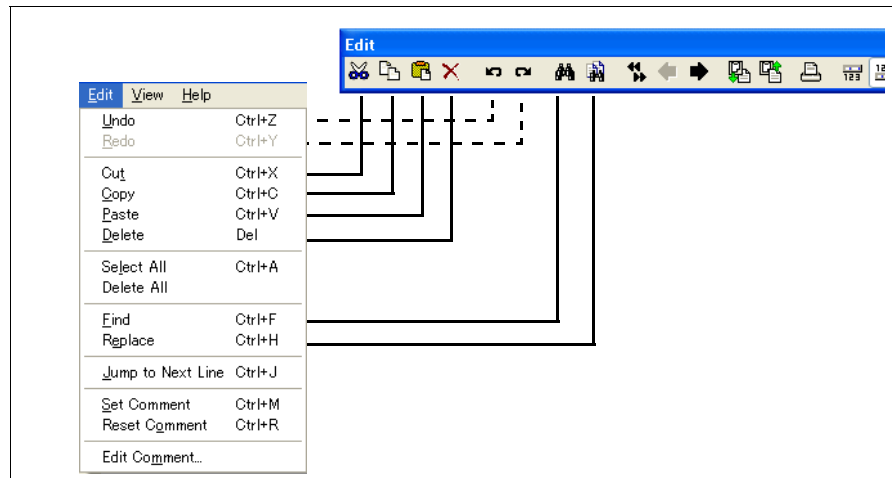 Edit
Edit View Help
Undo Ctrl+Z
Redo Ctrl+Y
Cut Ctrl+X
Copy Ctrl+C
Paste Ctrl+V
Delete Del
Select All Ctrl+A
Delete All
Find Ctrl+F
Replace Ctrl+H
Jump to Next Line Ctrl+J
Set Comment Ctrl+M
Reset Comment Ctrl+R
Edit Comment...
123